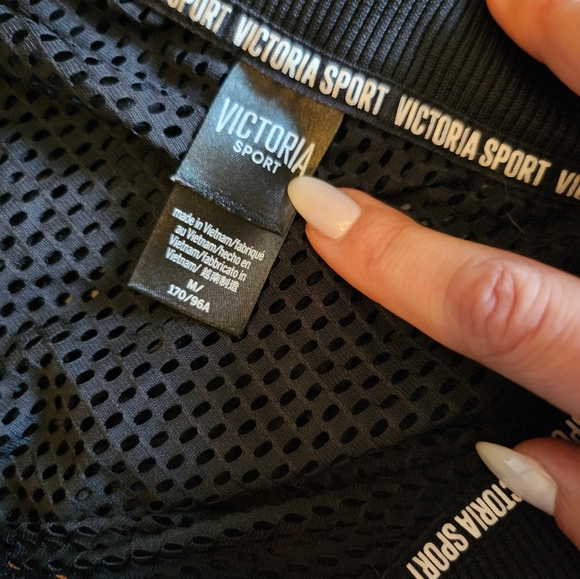 SPORT VICTORIA SPORT VICTORIA SPORT
VICTORIA
SPORT
made in Vietnam/fabriqué
au Vietnam/hecho en
Vietnam/fabbricato in
Vietnam/ 越南制造
M/
170/96A
VICTORIA SPORT